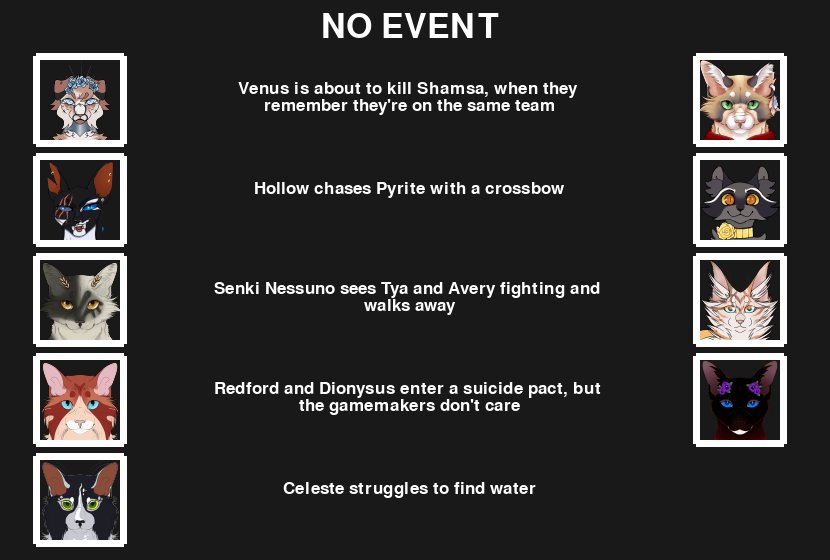 NO EVENT
Venus is about to kill Shamsa, when they
remember they're on the same team
Hollow chases Pyrite with a crossbow
Senki Nessuno sees Tya and Avery fighting and
walks away
Redford and Dionysus enter a suicide pact, but
the gamemakers don't care
Celeste struggles to find water